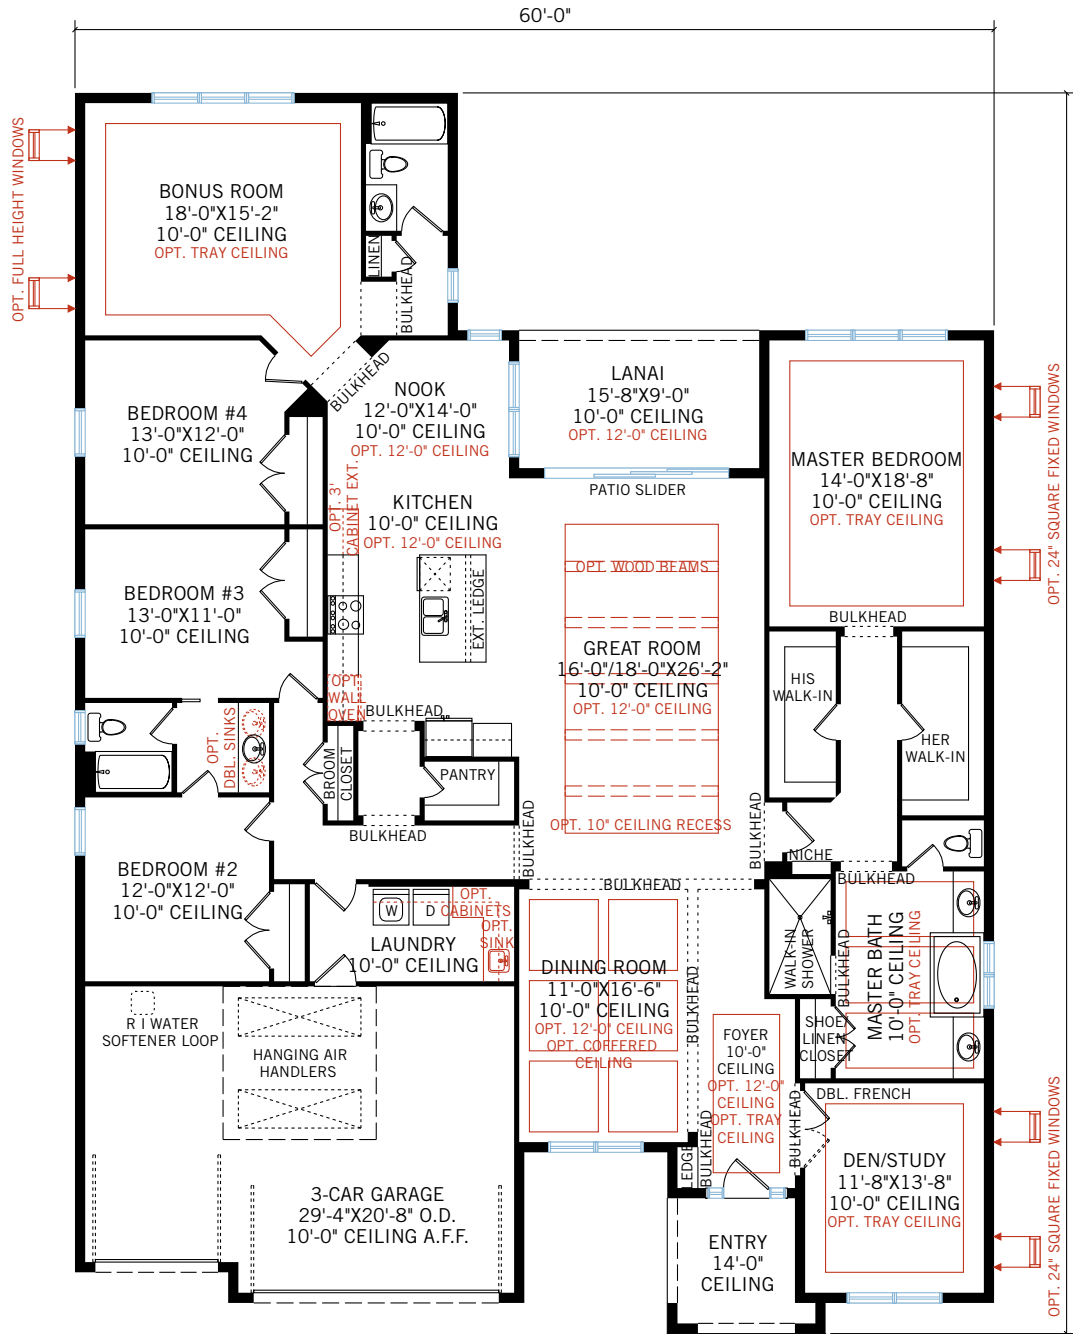 60'-0"
OPT. FULL HEIGHT WINDOWS
BONUS ROOM
18'-0"X15'-2"
10'-0" CEILING
OPT. TRAY CEILING
LINEN
BULKHEAD
BULKHEAD
BEDROOM #4
13'-0"X12'-0"
10'-0" CEILING
NOOK
12'-0"X14'-0"
10'-0" CEILING
OPT. 12'-0" CEILING
LANAI
15'-8"X9'-0"
10'-0" CEILING
OPT. 12'-0" CEILING
PATIO SLIDER
MASTER BEDROOM
14'-0"X18'-8"
10'-0" CEILING
OPT. TRAY CEILING
OPT. 24" SQUARE FIXED WINDOWS
OPT. 3'
CABINET EXT.
KITCHEN
10'-0" CEILING
OPT. 12'-0" CEILING
EXT. LEDGE
OPT. WOOD BEAMS
BEDROOM #3
13'-0"X11'-0"
10'-0" CEILING
GREAT ROOM
16'-0"/18'-0"X26'-2"
10'-0" CEILING
OPT. 12'-0" CEILING
OPT. 10" CEILING RECESS
BULKHEAD
HIS
WALK-IN
HER
WALK-IN
OPT.
WALL
OVEN
BULKHEAD
OPT.
DBL. SINKS
BROOM
CLOSET
PANTRY
BULKHEAD
BULKHEAD
BULKHEAD
NICHE
BULKHEAD
BULKHEAD
BEDROOM #2
12'-0"X12'-0"
10'-0" CEILING
W
D
OPT.
CABINETS
OPT.
SINK
LAUNDRY
10'-0" CEILING
DINING ROOM
11'-0"X16'-6"
10'-0" CEILING
OPT. 12'-0" CEILING
OPT. COFFERED
CEILING
BULKHEAD
WALK-IN
SHOWER
BULKHEAD
MASTER BATH
10'-0" CEILING
OPT. TRAY CEILING
SHOE/
LINEN
CLOSET
R I WATER
SOFTENER LOOP
HANGING AIR
HANDLERS
FOYER
10'-0
CEILING
OPT. 12'-0
CEILING
OPT. TRAY
CEILING
BULKHEAD
BULKHEAD
DBL. FRENCH
DEN/STUDY
11'-8"X13'-8"
10'-0" CEILING
OPT. TRAY CEILING
OPT. 24" SQUARE FIXED WINDOWS
3-CAR GARAGE
29'-4"X20'-8" O.D.
10'-0" CEILING A.F.F.
ENTRY
14'-0"
CEILING